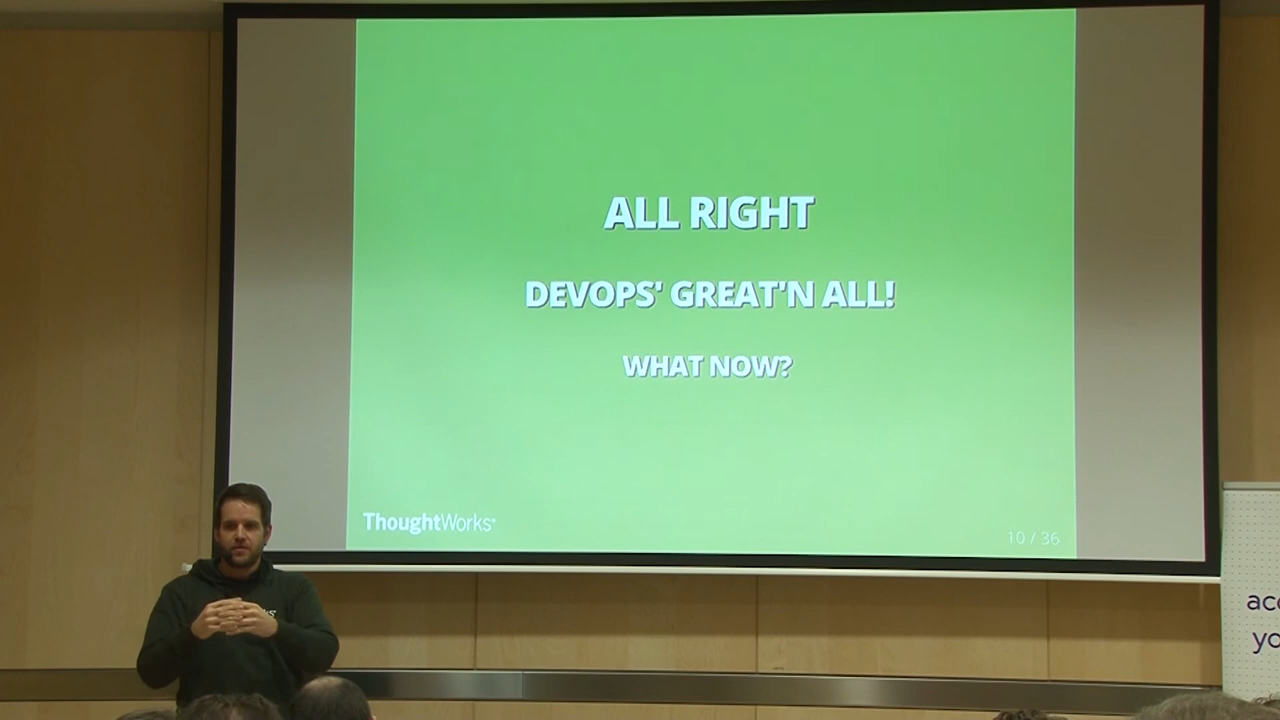 ALL RIGHT
DEVOPS' GREAT'N ALL!
WHAT NOW?
ThoughtWorks®
10 / 36